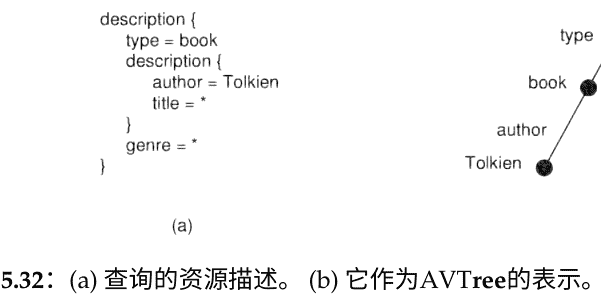 description {
type = book
description {
author = Tolkien
title = *
}
genre = *
}
type
book
author
Tolkien
(a)
5.32：(a) 查询的资源描述。 (b) 它作为AVTree的表示。